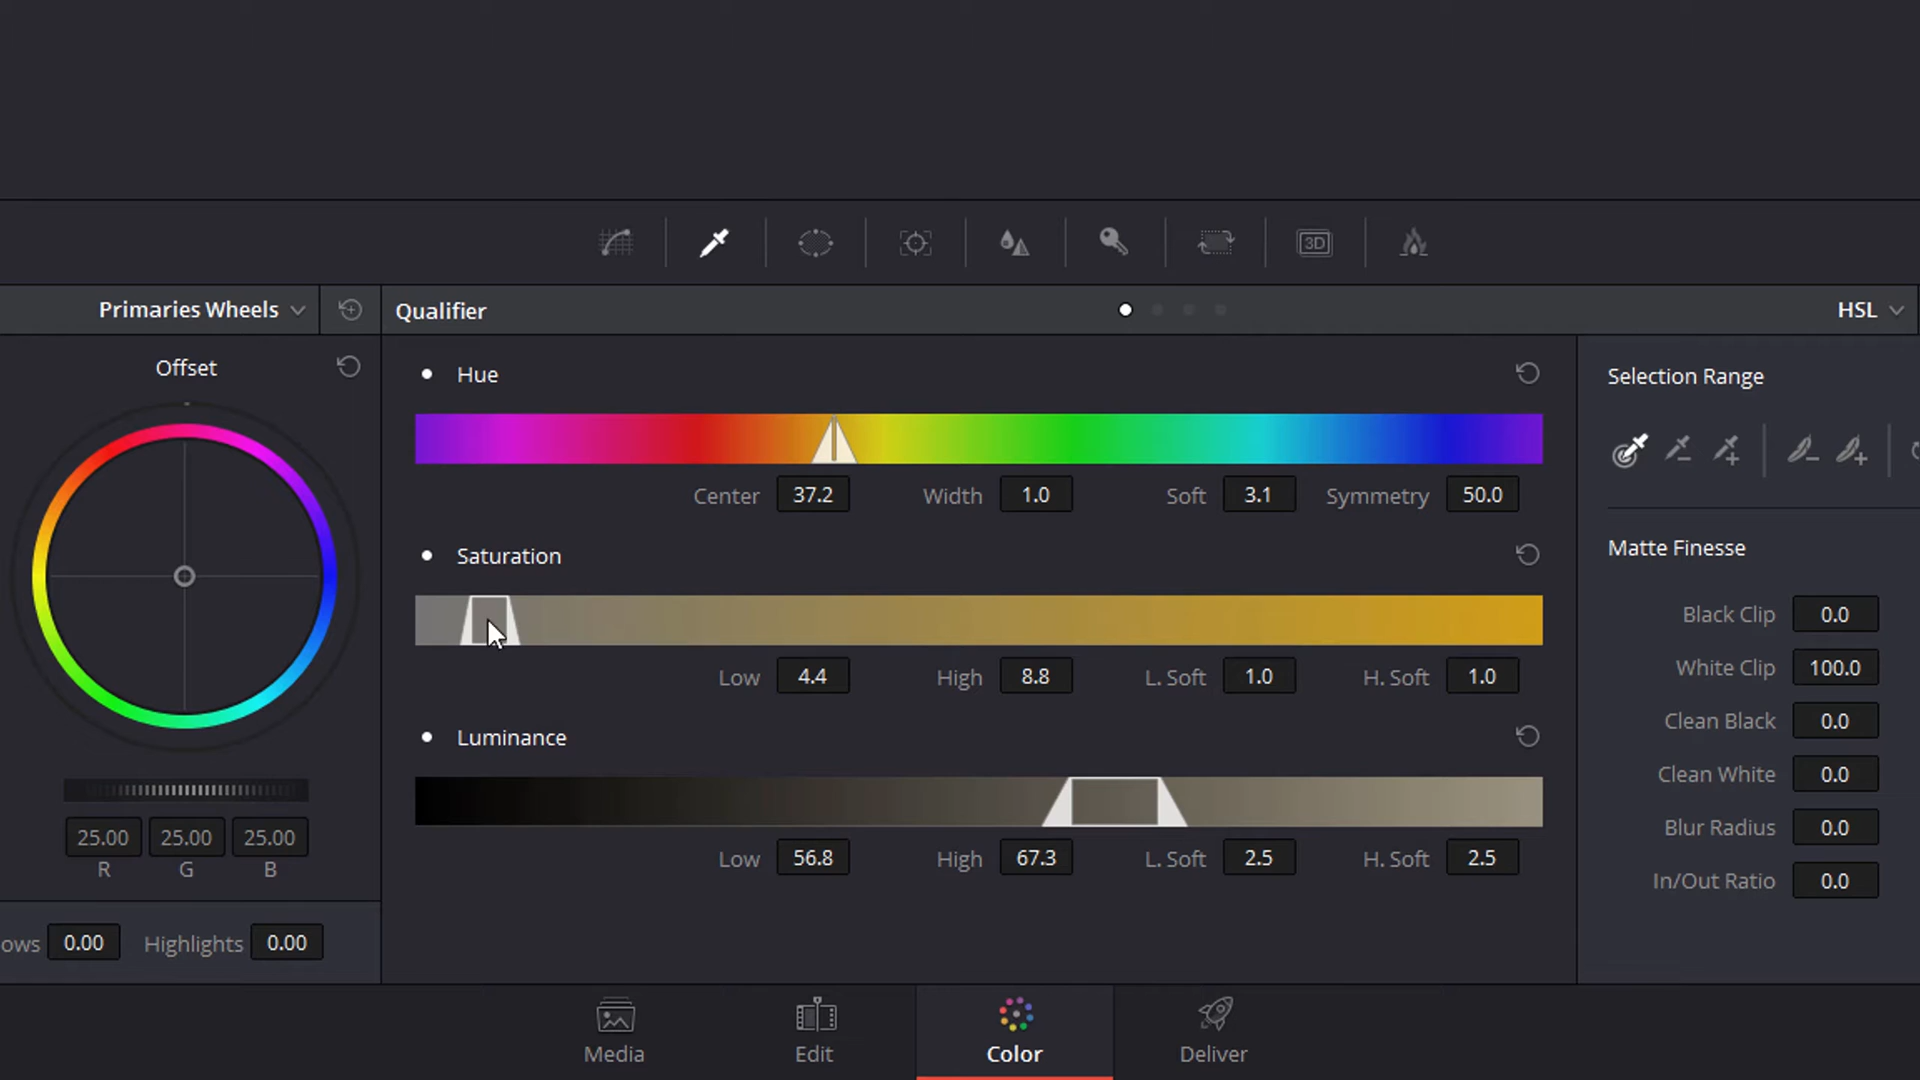 3D
Primaries Wheels
Qualifier
HSL
Offset
Hue
Selection Range
Center 37.2 Width 1.0 Soft 3.1 Symmetry 50.0
Saturation
Matte Finesse
Black Clip 0.0
Low 4.4 High 8.8 L. Soft 1.0 H. Soft 1.0
White Clip 100.0
Clean Black 0.0
Luminance
Clean White 0.0
25.00 25.00 25.00
R G B
Blur Radius 0.0
Low 56.8 High 67.3 L. Soft 2.5 H. Soft 2.5
In/Out Ratio 0.0
ows 0.00 Highlights 0.00
Media Edit Color Deliver